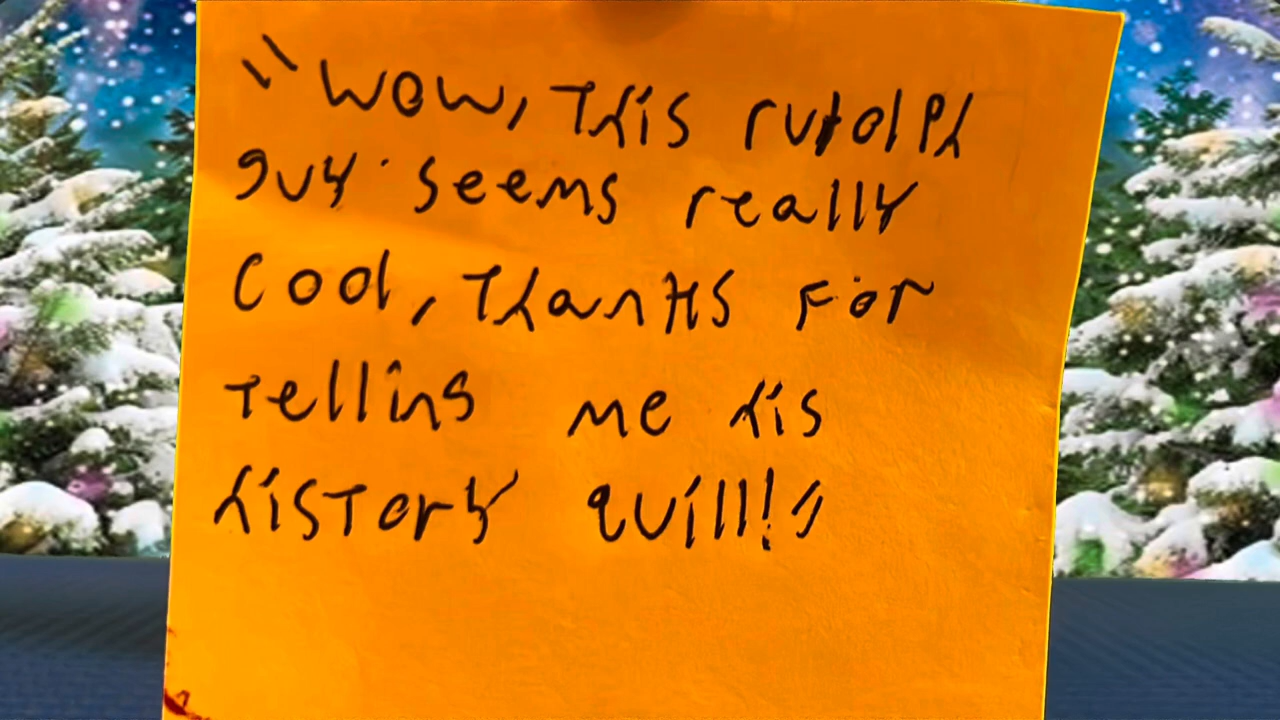 "Wow, This rudolph
guy seems really
cool, Thanks for
Telling me his
hisTory quill!"